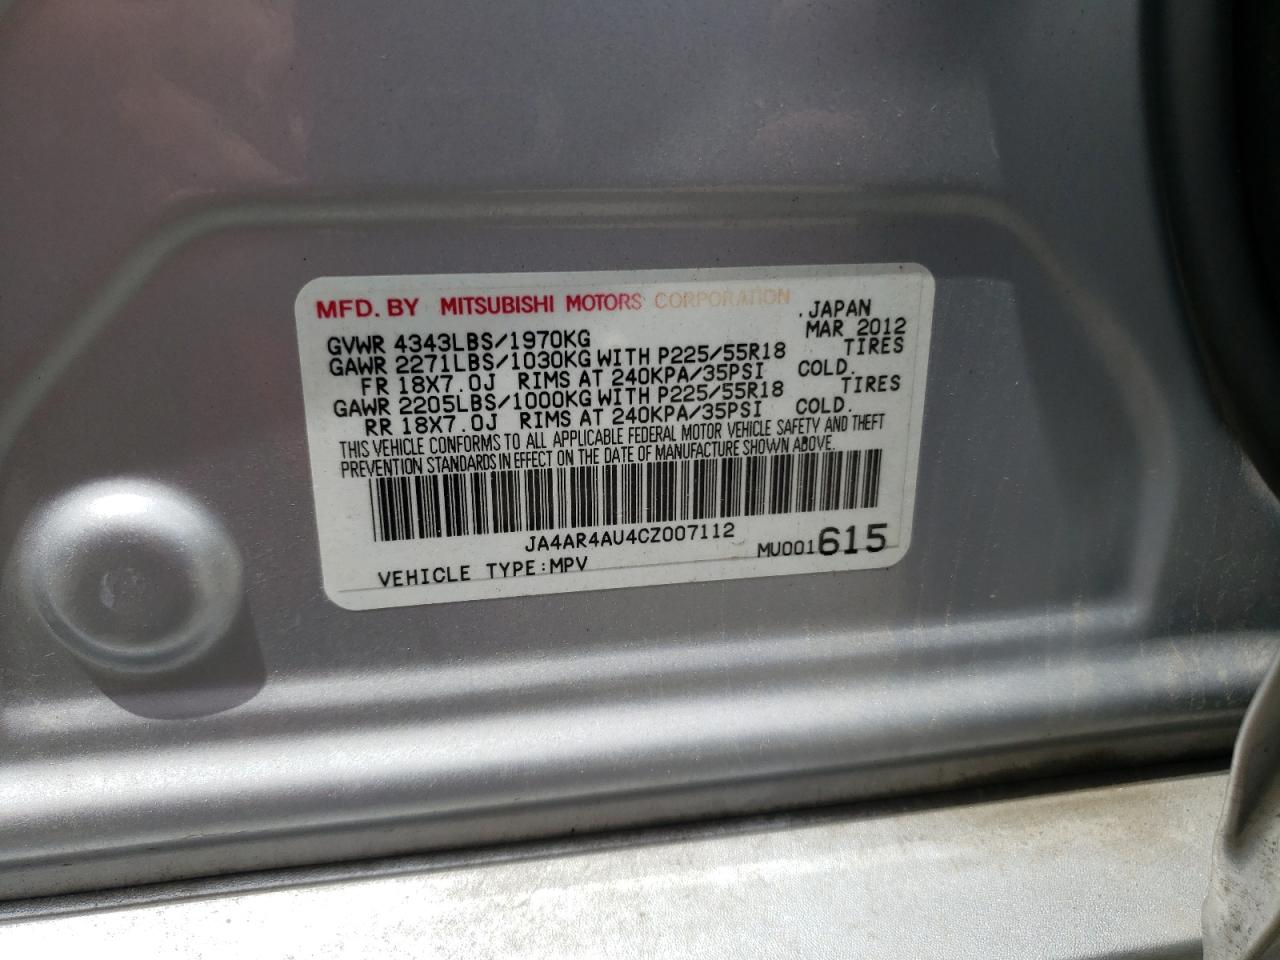 MFD. BY MITSUBISHI MOTORS CORPORATION . JAPAN
GVWR 4343LBS/1970KG MAR 2012
GAWR 2271LBS/1030KG WITH P225/55R18 TIRES
FR 18X7.0J RIMS AT 240KPA/35PSI COLD.
GAWR 2205LBS/1000KG WITH P225/55R18 TIRES
RR 18X7.0J RIMS AT 240KPA/35PSI COLD.
THIS VEHICLE CONFORMS TO ALL APPLICABLE FEDERAL MOTOR VEHICLE SAFETY AND THEFT
PREVENTION STANDARDS IN EFFECT ON THE DATE OF MANUFACTURE SHOWN ABOVE.
JA4AR4AU4CZ007112
VEHICLE TYPE:MPV MU001615